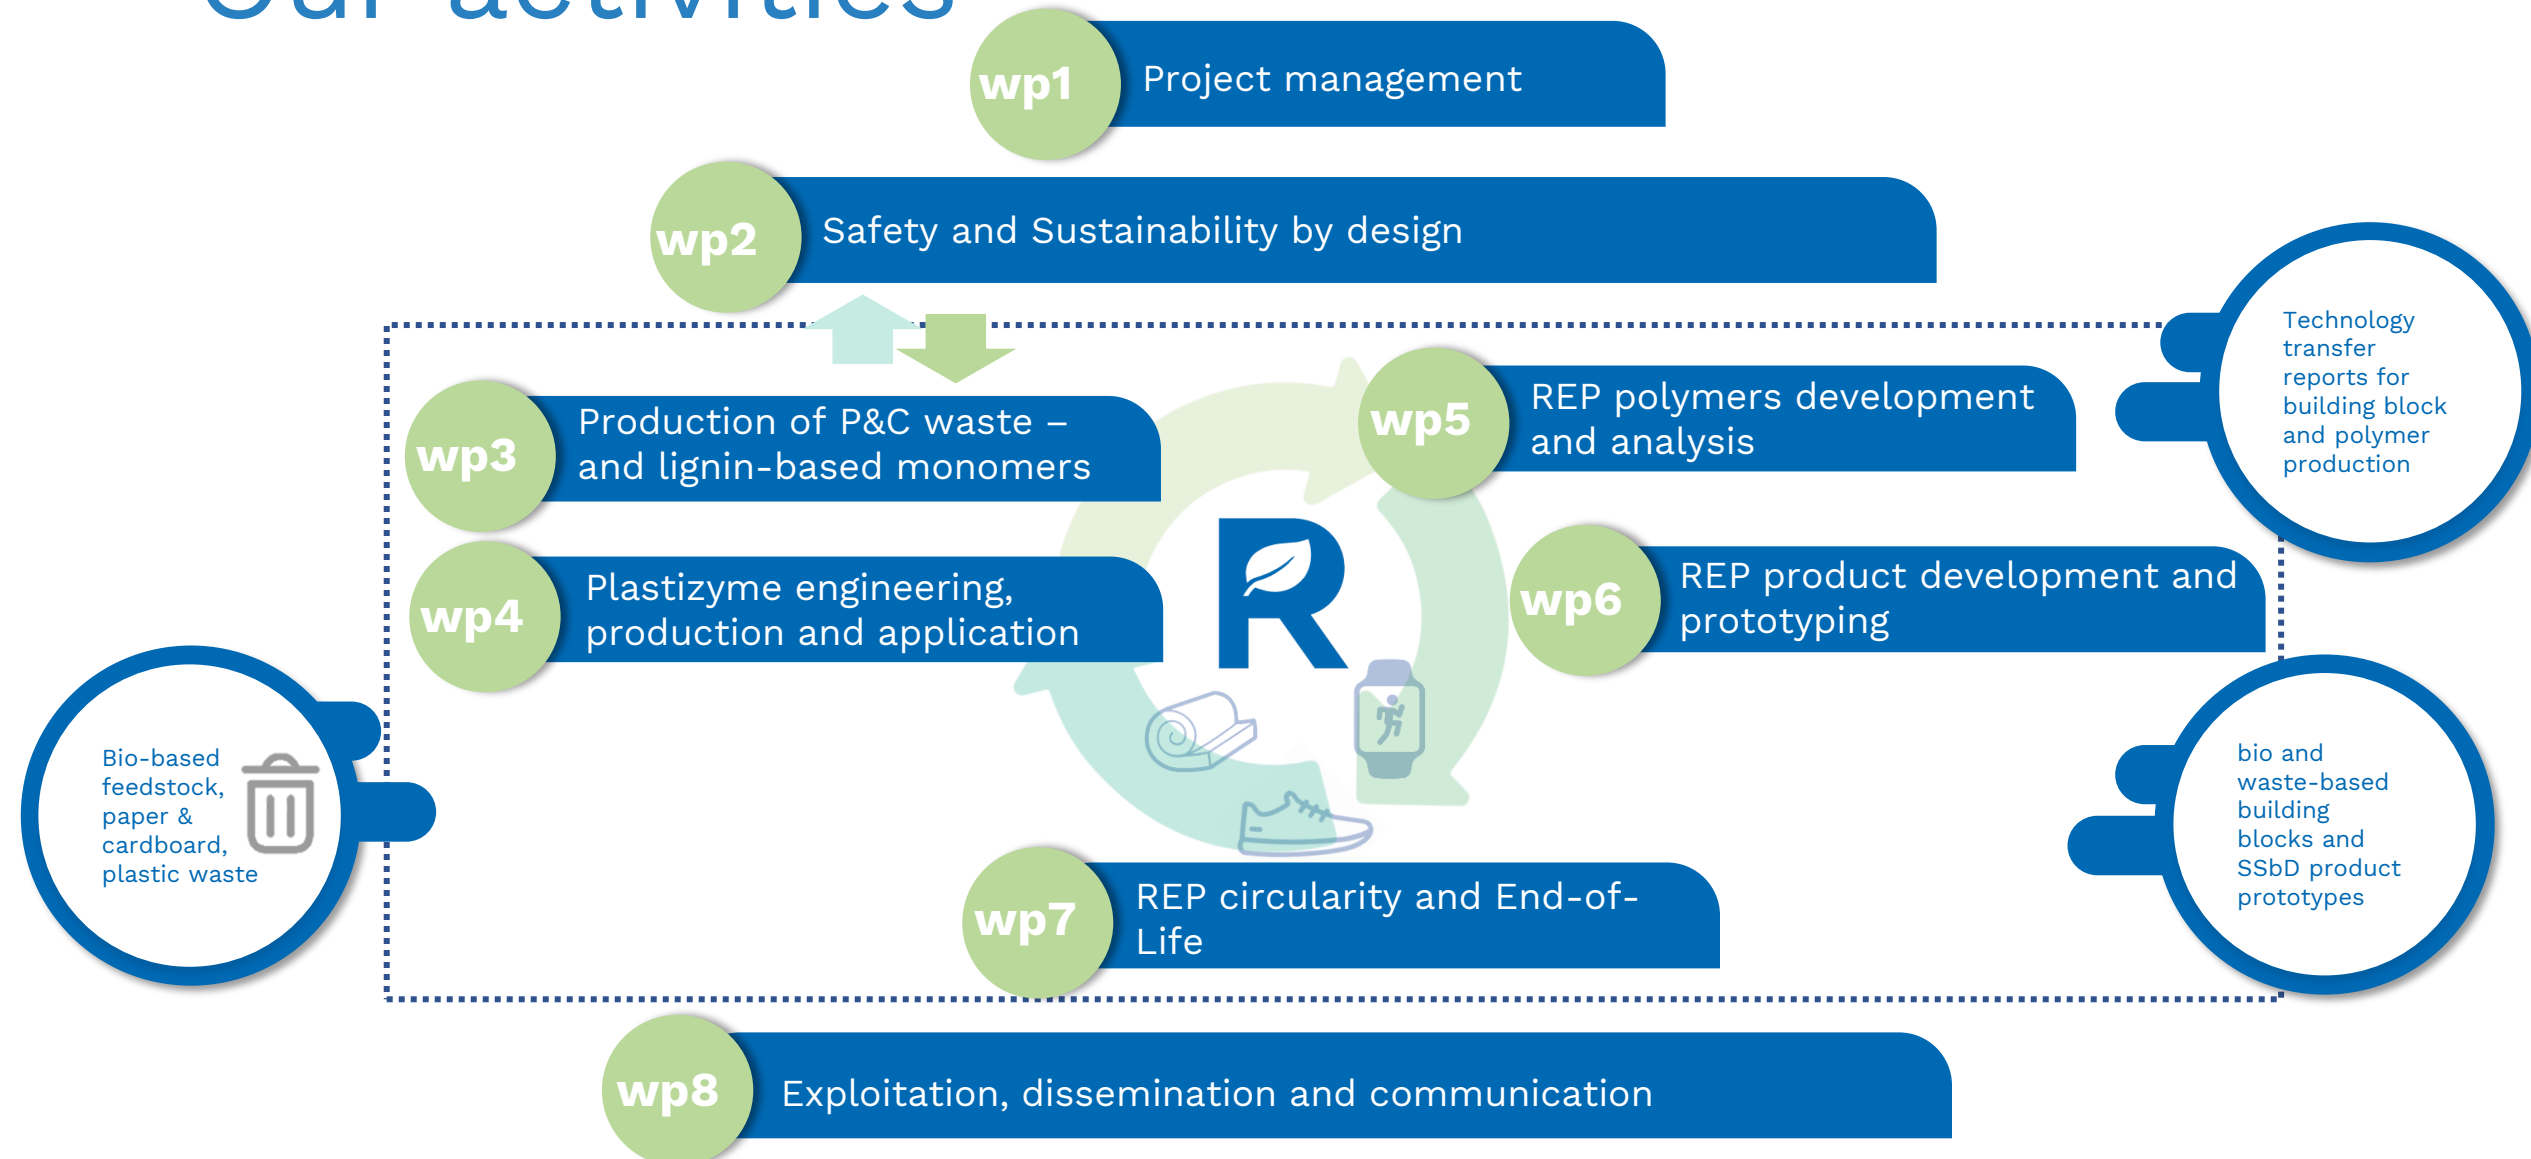 Our activities
wp1
Project management
wp2
Safety and Sustainability by design
Technology
transfer
reports for
building block
and polymer
production
wp3
Production of P&C waste –
and lignin-based monomers
wp5
REP polymers development
and analysis
wp4
Plastizyme engineering,
production and application
R
wp6
REP product development and
prototyping
Bio-based
feedstock,
paper &
cardboard,
plastic waste
bio and
waste-based
building
blocks and
SSbD product
prototypes
wp7
REP circularity and End-of-
Life
wp8
Exploitation, dissemination and communication